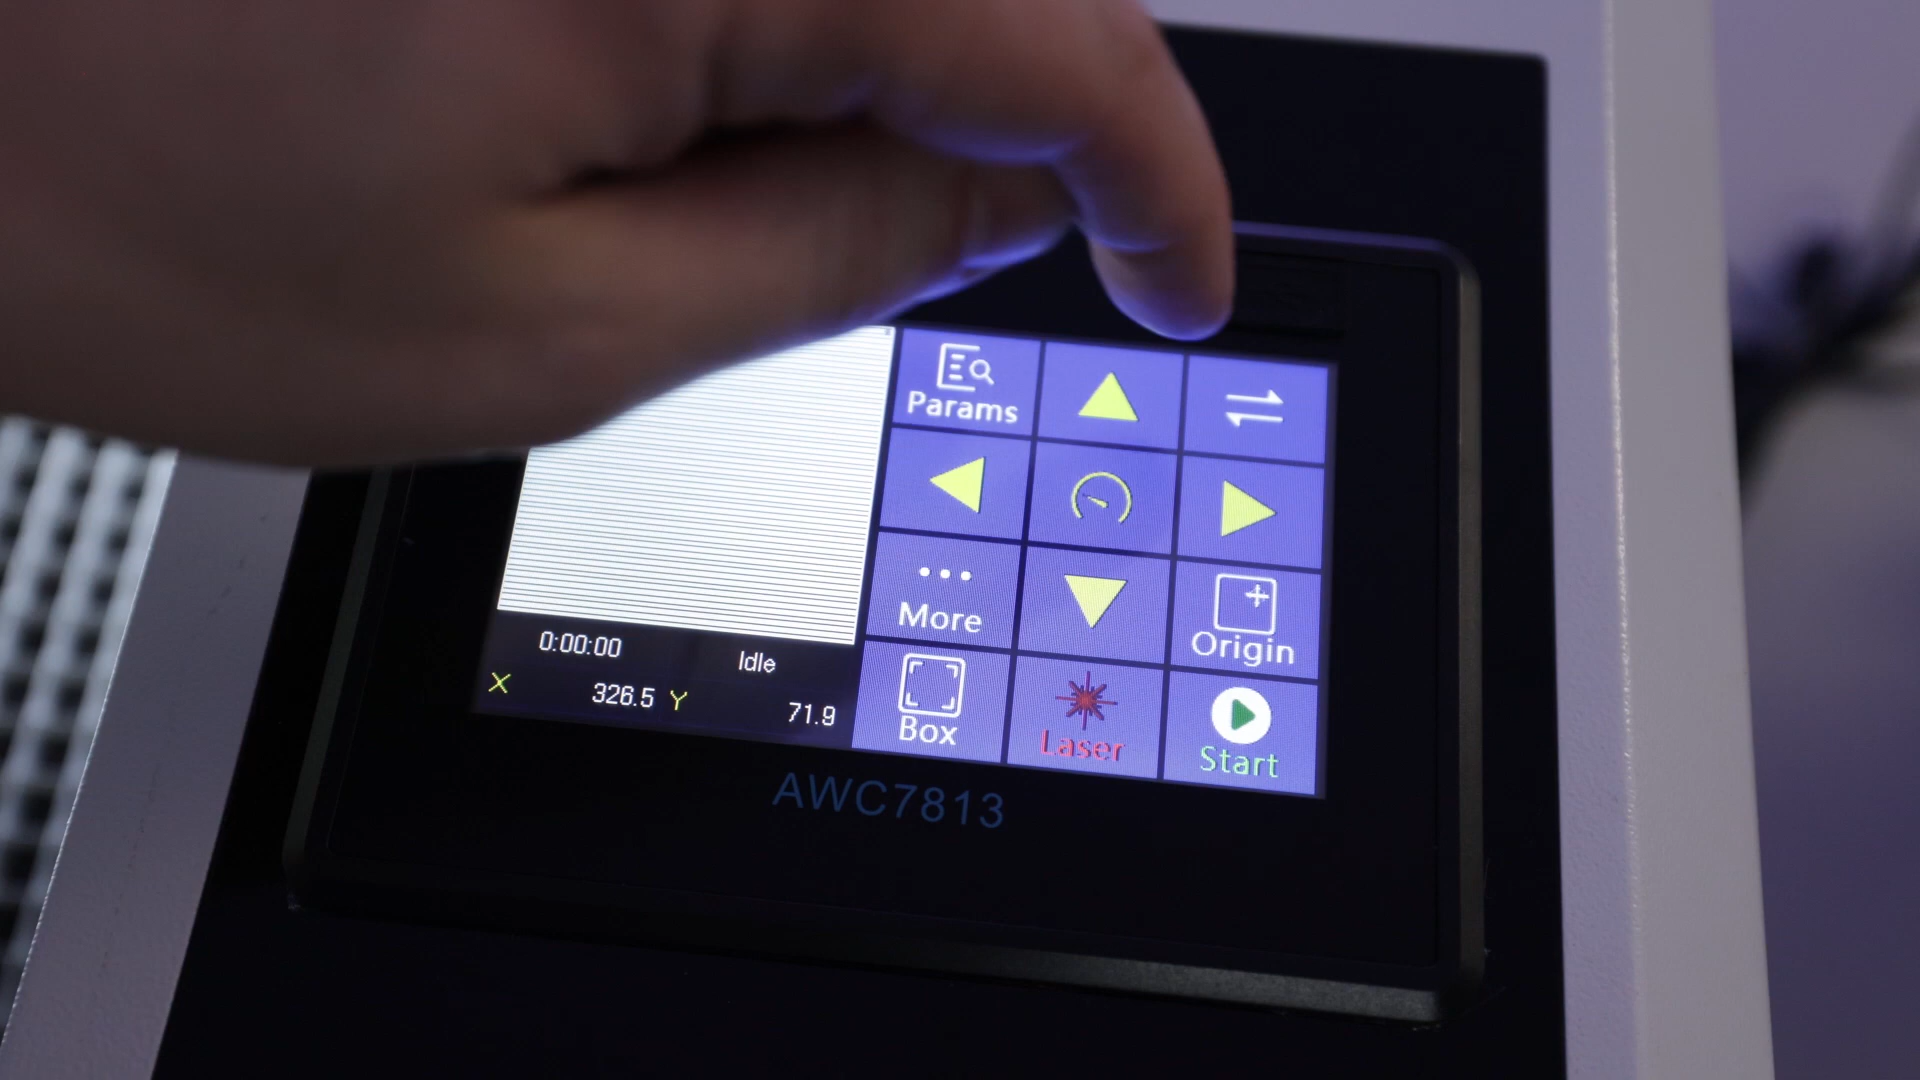 Params
More
Origin
0:00:00 Idle
X 326.5 Y 71.9
Box
Laser
Start
AWC7813